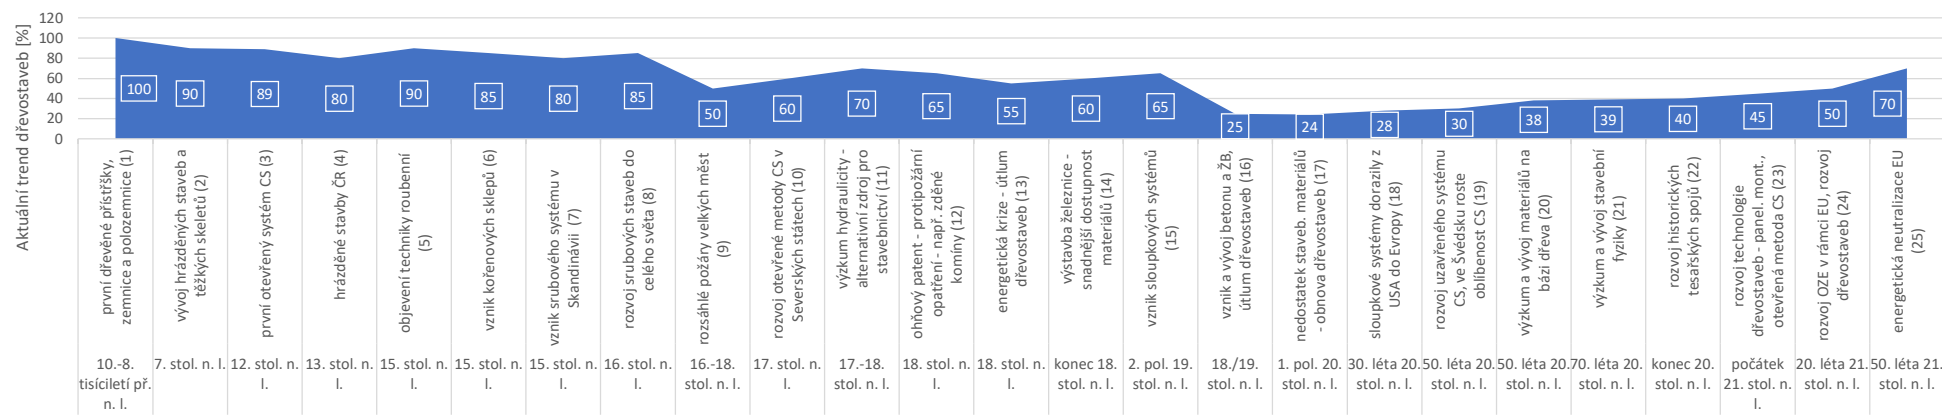 Aktuální trend dřevostaveb [%]
120
100
80
60
40
20
0
100
90
89
80
90
85
80
85
50
60
70
65
55
60
65
25
24
28
30
38
39
40
45
50
70
první dřevěné přístřšky,
zemnice a polozemnice (1)
vývoj hrázděných staveb a
těžkých skeletů (2)
první otevřený systém CS (3)
hrázděné stavby ČR (4)
objevení techniky roubení
(5)
vznik kořenových sklepů (6)
vznik srubového systému v
Skandinávii (7)
rozvoj srubových staveb do
celého světa (8)
rozsáhlé požáry velkých měst
(9)
rozvoj otevřené metody CS v
Severských státech (10)
výzkum hydraulicity -
alternativní zdroj pro
stavebnictví (11)
ohňový patent - protipožární
opatření - např. zděné
komíny (12)
energetická krize - útlum
dřevostaveb (13)
výstavba železnice -
snadnější dostupnost
materiálů (14)
vznik sloupkových systémů
(15)
vznik a vývoj betonu a ŽB,
útlum dřevostaveb (16)
nedostatek staveb. materiálů
- obnova dřevostaveb (17)
sloupkové systémy dorazily z
USA do Evropy (18)
rozvoj uzavřeného systému
CS, ve Švédsku roste
oblíbenost CS (19)
výzkum a vývoj materiálů na
bázi dřeva (20)
výzkum a vývoj stavební
fyziky (21)
rozvoj historických
tesařských spojů (22)
rozvoj technologie
dřevostaveb - panel. mont.,
otevřená metoda CS (23)
rozvoj OZE v rámci EU, rozvoj
dřevostaveb (24)
energetická neutralizace EU
(25)
10.-8.
tisíciletí př.
n. l.
7. stol. n. l.
12. stol. n.
l.
13. stol. n.
l.
15. stol. n.
l.
15. stol. n.
l.
15. stol. n.
l.
16. stol. n.
l.
16.-18.
stol. n. l.
17. stol. n.
l.
17.-18.
stol. n. l.
18. stol. n.
l.
18. stol. n.
l.
konec 18.
stol. n. l.
2. pol. 19.
stol. n. l.
18./19.
stol. n. l.
1. pol. 20.
stol. n. l.
30. léta 20.
stol. n. l.
50. léta 20.
stol. n. l.
50. léta 20.
stol. n. l.
70. léta 20.
stol. n. l.
konec 20.
stol. n. l.
počátek
21. stol. n.
l.
20. léta 21.
stol. n. l.
50. léta 21.
stol. n. l.